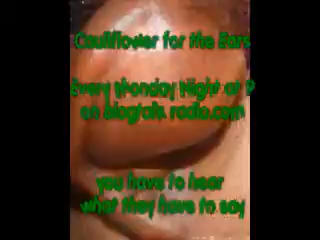 Cauliflower for the Ears
Every Monday Night at 9
on blogtalk radio.com
you have to hear
what they have to say